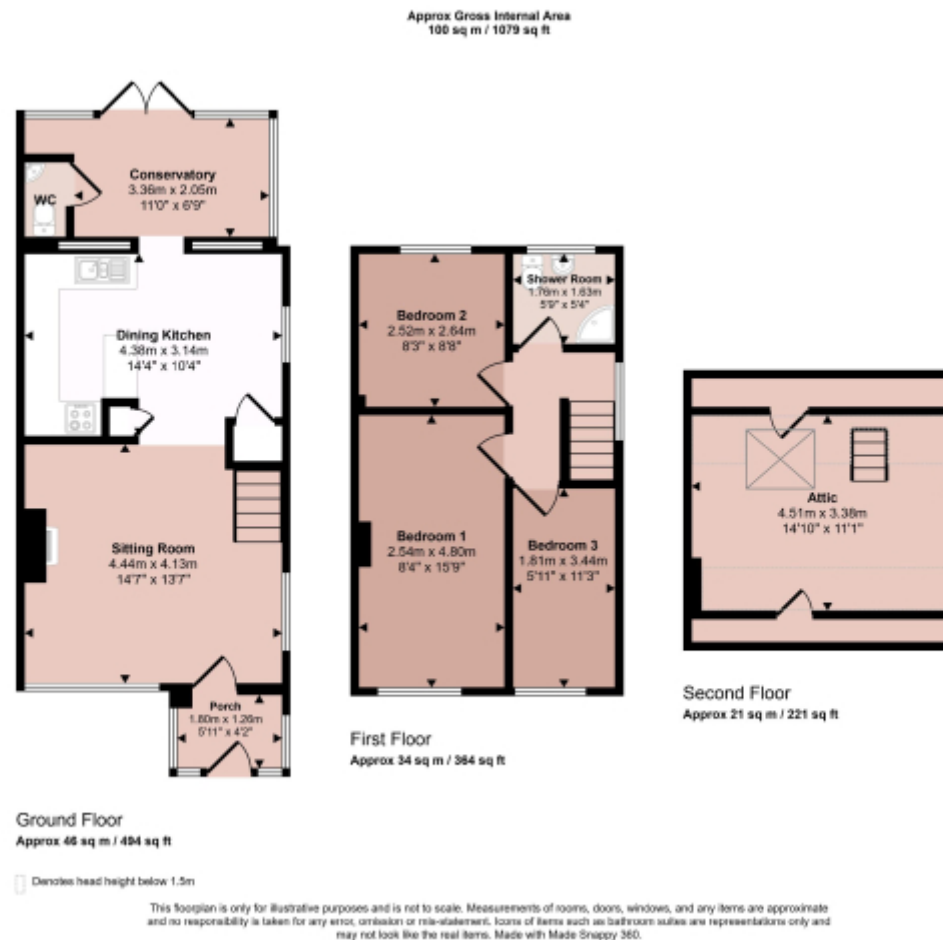 Approx Gross Internal Area
100 sq m / 1079 sq ft
Conservatory
3.36m x 2.05m
11'0" x 6'9"
WC
Dining Kitchen
4.38m x 3.14m
14'4" x 10'4"
Sitting Room
4.44m x 4.13m
14'7" x 13'7"
Porch
1.80m x 1.26m
5'11" x 4'2"
Ground Floor
Approx 46 sq m / 494 sq ft
Shower Room
1.76m x 1.63m
5'9" x 5'4"
Bedroom 2
2.52m x 2.64m
8'3" x 8'8"
Bedroom 1
2.54m x 4.80m
8'4" x 15'9"
Bedroom 3
1.81m x 3.44m
5'11" x 11'3"
First Floor
Approx 34 sq m / 364 sq ft
Attic
4.51m x 3.38m
14'10" x 11'1"
Second Floor
Approx 21 sq m / 221 sq ft
Denotes head height below 1.5m
This floorplan is only for illustrative purposes and is not to scale. Measurements of rooms, doors, windows, and any items are approximate
and no responsibility is taken for any error, omission or mis-statement. Icons of items such as bathroom suites are representations only and
may not look like the real items. Made with Made Snappy 360.